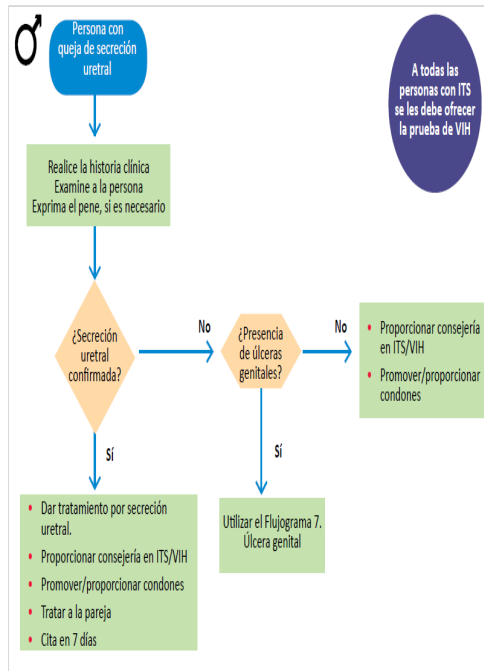 Persona con
queja de secreción
uretral
A todas las
personas con ITS
se les debe ofrecer
la prueba de VIH
Realice la historia clínica
Examine a la persona
Exprima el pene, si es necesario
¿Secreción
uretral
confirmada?
No
¿Presencia
de úlceras
genitales?
No
• Proporcionar consejería
en ITS/VIH
• Promover/proporcionar
condones
Sí
Sí
• Dar tratamiento por secreción
uretral.
• Proporcionar consejería en ITS/VIH
• Promover/proporcionar condones
• Tratar a la pareja
• Cita en 7 días
Utilizar el Flujograma 7.
Úlcera genital